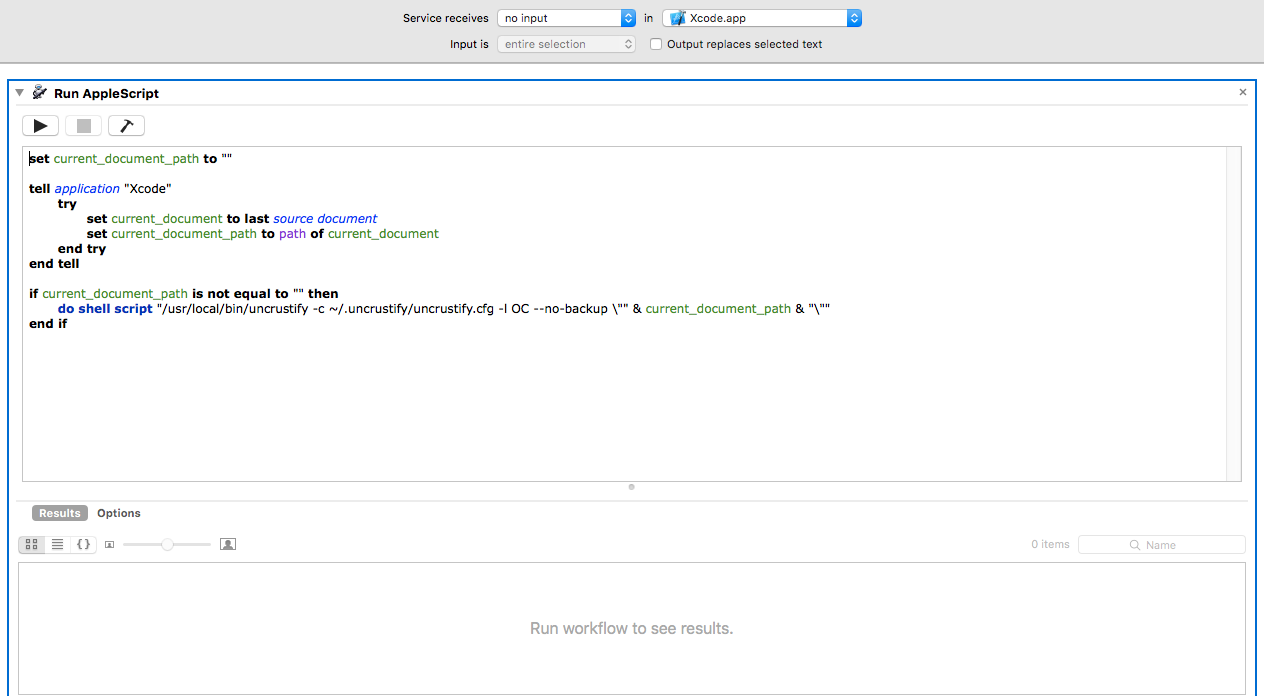 Service receives no input in Xcode.app
Input is entire selection Output replaces selected text
Run AppleScript
set current_document_path to ""
tell application "Xcode"
try
set current_document to last source document
set current_document_path to path of current_document
end try
end tell
if current_document_path is not equal to "" then
do shell script "/usr/local/bin/uncrustify -c ~/.uncrustify/uncrustify.cfg -l OC --no-backup \"" & current_document_path & "\""
end if
Results Options
0 items Name
Run workflow to see results.